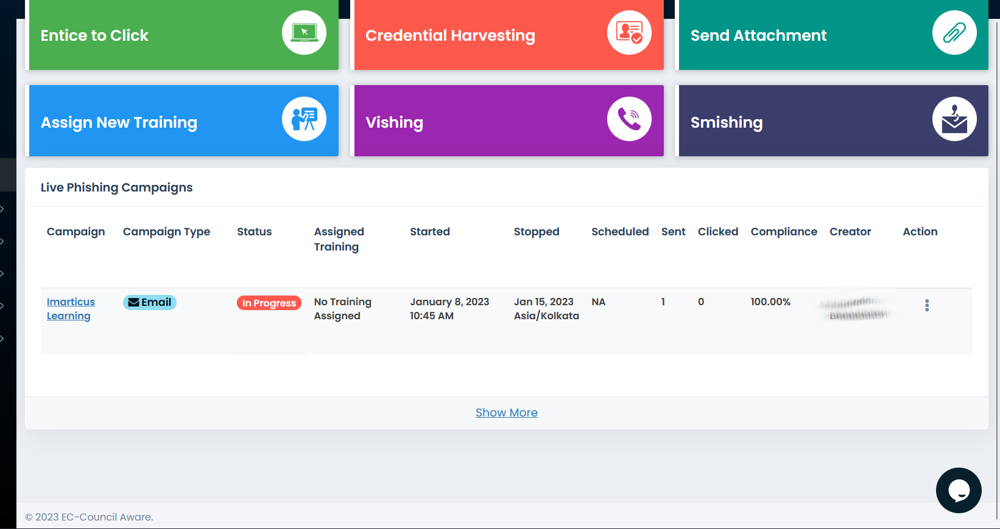 Entice to Click
Credential Harvesting
Send Attachment
Assign New Training
Vishing
Smishing
Live Phishing Campaigns
Campaign Campaign Type Status Assigned Training Started Stopped Scheduled Sent Clicked Compliance Creator Action
Imarticus Learning Email In Progress No Training Assigned January 8, 2023 10:45 AM Jan 15, 2023 Asia/Kolkata NA 1 0 100.00%
Show More
© 2023 EC-Council Aware.